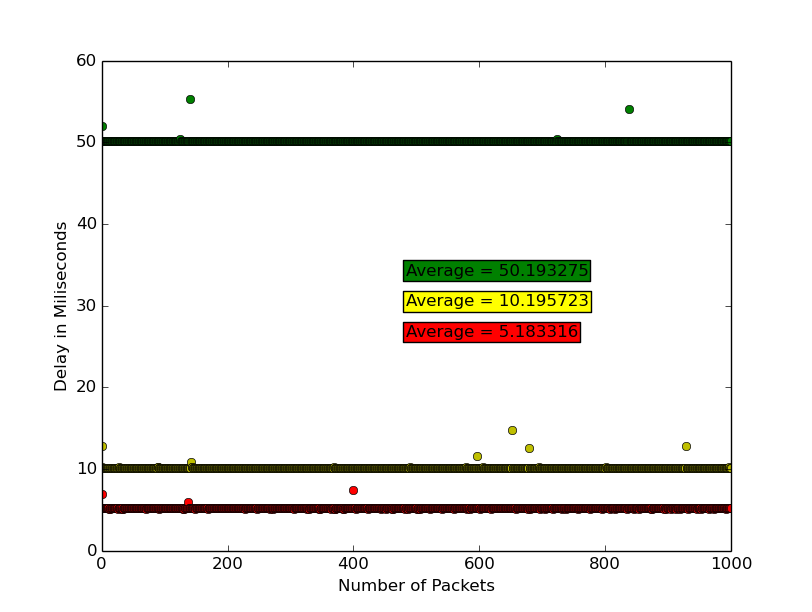 60
50
40
30
20
10
0
Delay in Miliseconds
Average = 50.193275
Average = 10.195723
Average = 5.183316
0 200 400 600 800 1000
Number of Packets